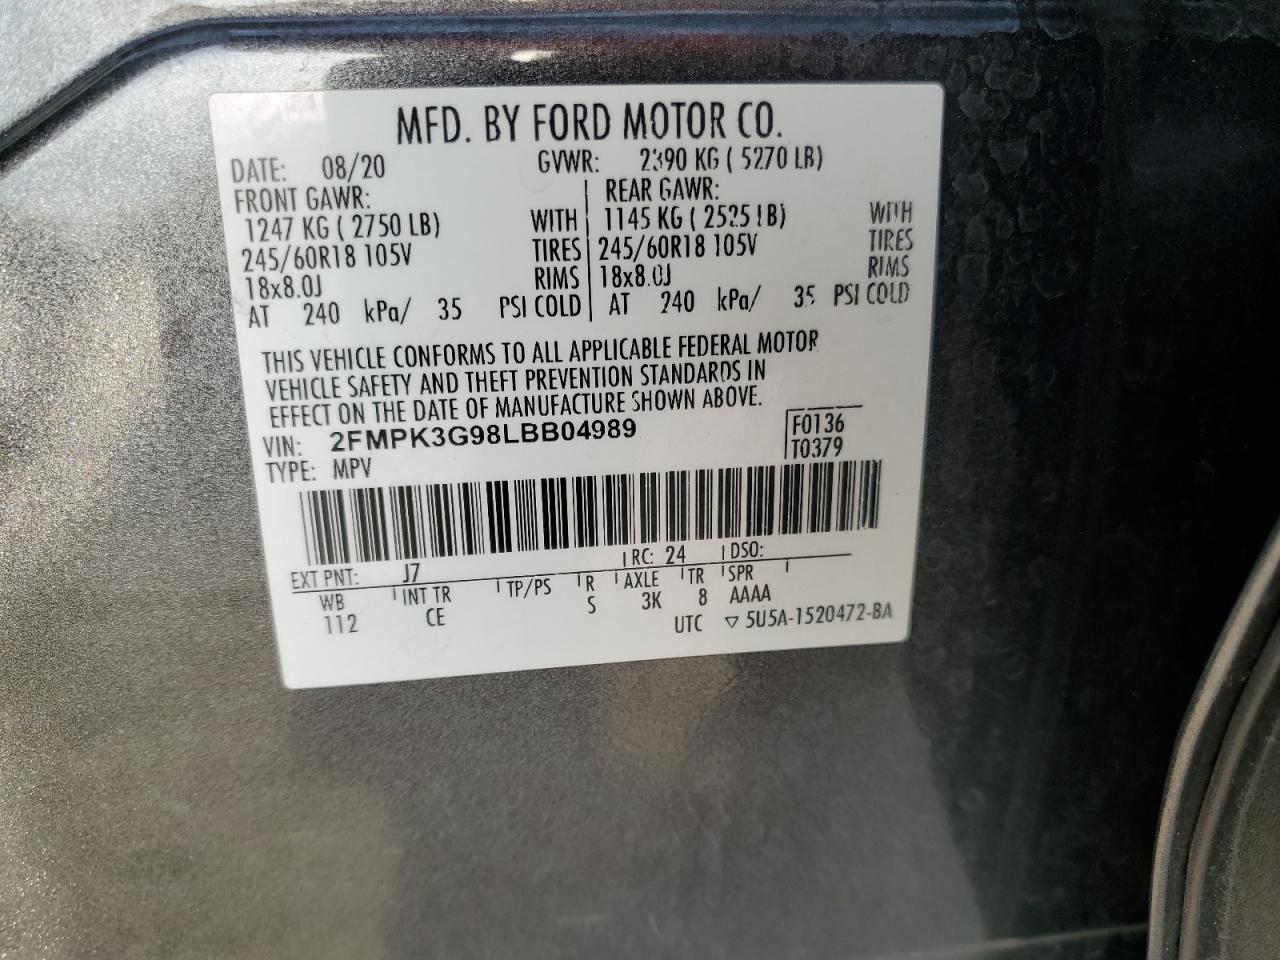 MFD. BY FORD MOTOR CO.
DATE: 08/20 GVWR: 2390 KG ( 5270 LB)
FRONT GAWR: REAR GAWR:
1247 KG ( 2750 LB) WITH 1145 KG ( 2525 LB) WITH
245/60R18 105V TIRES 245/60R18 105V TIRES
18x8.0J RIMS 18x8.0J RIMS
AT 240 kPa/ 35 PSI COLD AT 240 kPa/ 35 PSI COLD
THIS VEHICLE CONFORMS TO ALL APPLICABLE FEDERAL MOTOR
VEHICLE SAFETY AND THEFT PREVENTION STANDARDS IN
EFFECT ON THE DATE OF MANUFACTURE SHOWN ABOVE.
VIN: 2FMPK3G98LBB04989 F0136
TYPE: MPV T0379
EXT PNT: J7 RC: 24 DSO:
WB INT TR TP/PS R AXLE TR SPR
112 CE S 3K 8 AAAA
UTC ▽ 5U5A-1520472-BA